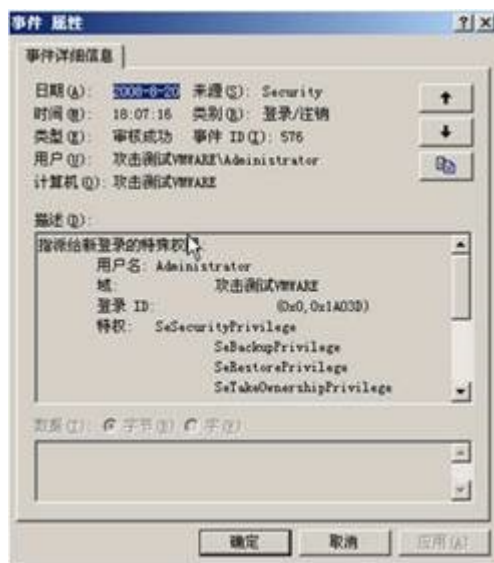 事件 属性
事件详细信息
日期(A): 2008-8-20 来源(S): Security
时间(M): 18:07:16 类别(R): 登录/注销
类型(E): 审核成功 事件 ID(I): 576
用户(U): 攻击测试VMWARE\Administrator
计算机(O): 攻击测试VMWARE
描述(D):
指派给新登录的特殊权
用户名: Administrator
域: 攻击测试VMWARE
登录 ID: (0x0,0x1A03D)
特权: SeSecurityPrivilege
SeBackupPrivilege
SeRestorePrivilege
SeTakeOwnershipPrivilege
数据(T): 字节(B) 字(W)
确定 取消 应用(A)